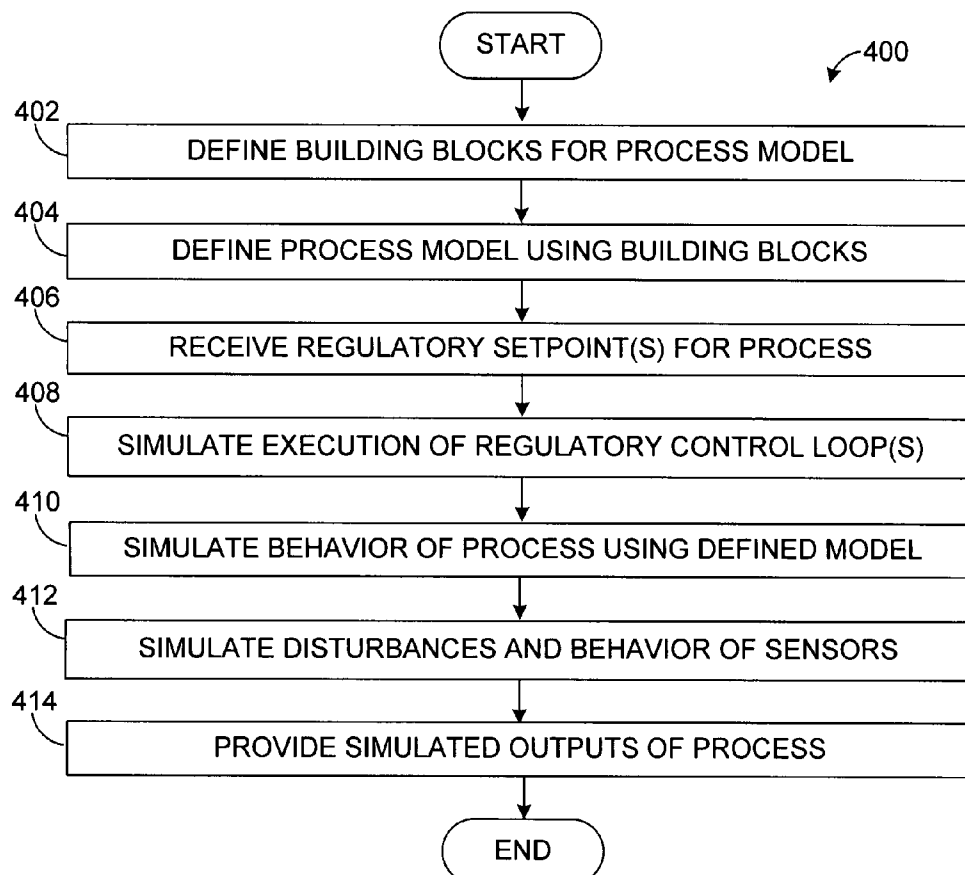 START
400
402
DEFINE BUILDING BLOCKS FOR PROCESS MODEL
404
DEFINE PROCESS MODEL USING BUILDING BLOCKS
406
RECEIVE REGULATORY SETPOINT(S) FOR PROCESS
408
SIMULATE EXECUTION OF REGULATORY CONTROL LOOP(S)
410
SIMULATE BEHAVIOR OF PROCESS USING DEFINED MODEL
412
SIMULATE DISTURBANCES AND BEHAVIOR OF SENSORS
414
PROVIDE SIMULATED OUTPUTS OF PROCESS
END